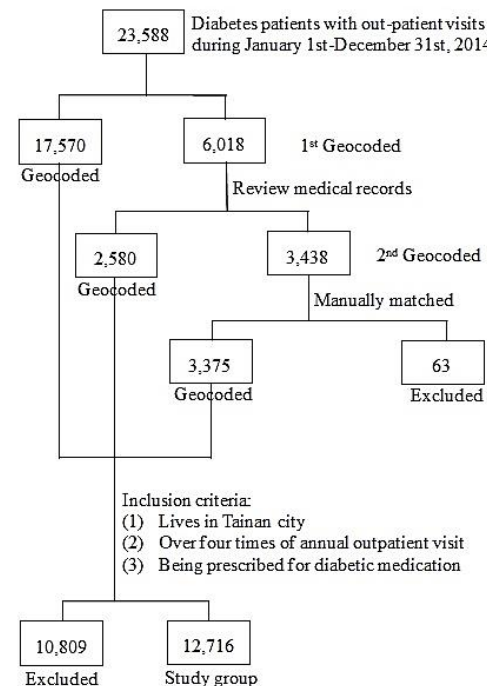 23,588
Diabetes patients with out-patient visits
during January 1st-December 31st, 2014
17,570
Geocoded
6,018
1st Geocoded
Review medical records
2,580
Geocoded
3,438
2nd Geocoded
Manually matched
3,375
Geocoded
63
Excluded
Inclusion criteria:
(1) Lives in Tainan city
(2) Over four times of annual outpatient visit
(3) Being prescribed for diabetic medication
10,809
Excluded
12,716
Study group